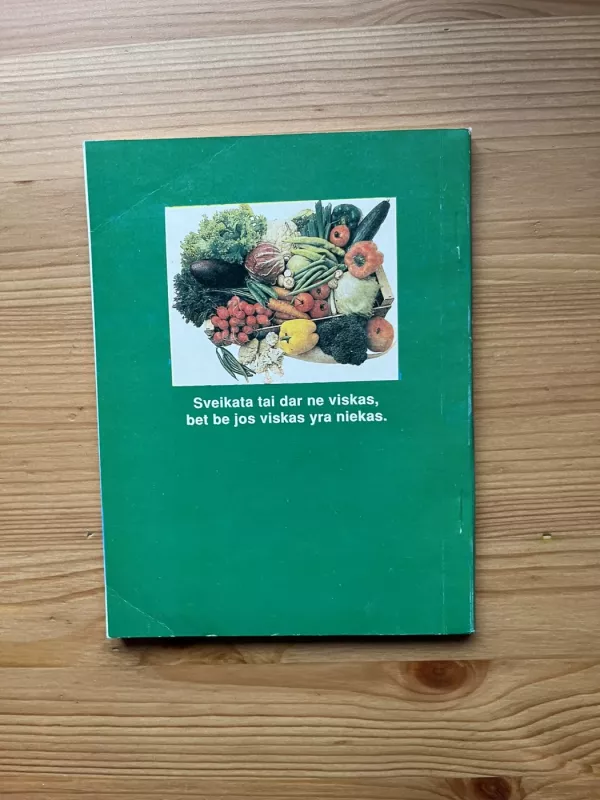 Sveikata tai dar ne viskas,
bet be jos viskas yra niekas.